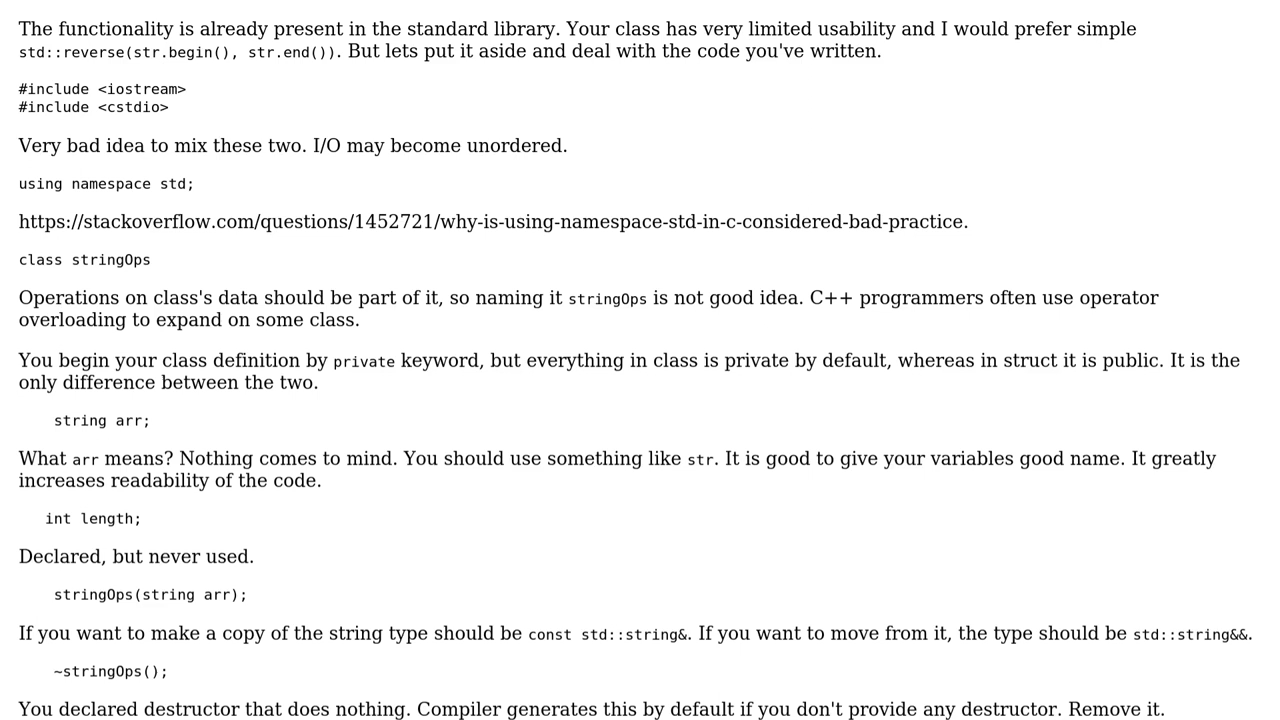 The functionality is already present in the standard library. Your class has very limited usability and I would prefer simple
std::reverse(str.begin(), str.end()). But lets put it aside and deal with the code you've written.
#include <iostream>
#include <cstdio>
Very bad idea to mix these two. I/O may become unordered.
using namespace std;
https://stackoverflow.com/questions/1452721/why-is-using-namespace-std-in-c-considered-bad-practice.
class stringOps
Operations on class's data should be part of it, so naming it stringOps is not good idea. C++ programmers often use operator
overloading to expand on some class.
You begin your class definition by private keyword, but everything in class is private by default, whereas in struct it is public. It is the
only difference between the two.
    string arr;
What arr means? Nothing comes to mind. You should use something like str. It is good to give your variables good name. It greatly
increases readability of the code.
   int length;
Declared, but never used.
    stringOps(string arr);
If you want to make a copy of the string type should be const std::string&. If you want to move from it, the type should be std::string&&.
    ~stringOps();
You declared destructor that does nothing. Compiler generates this by default if you don't provide any destructor. Remove it.